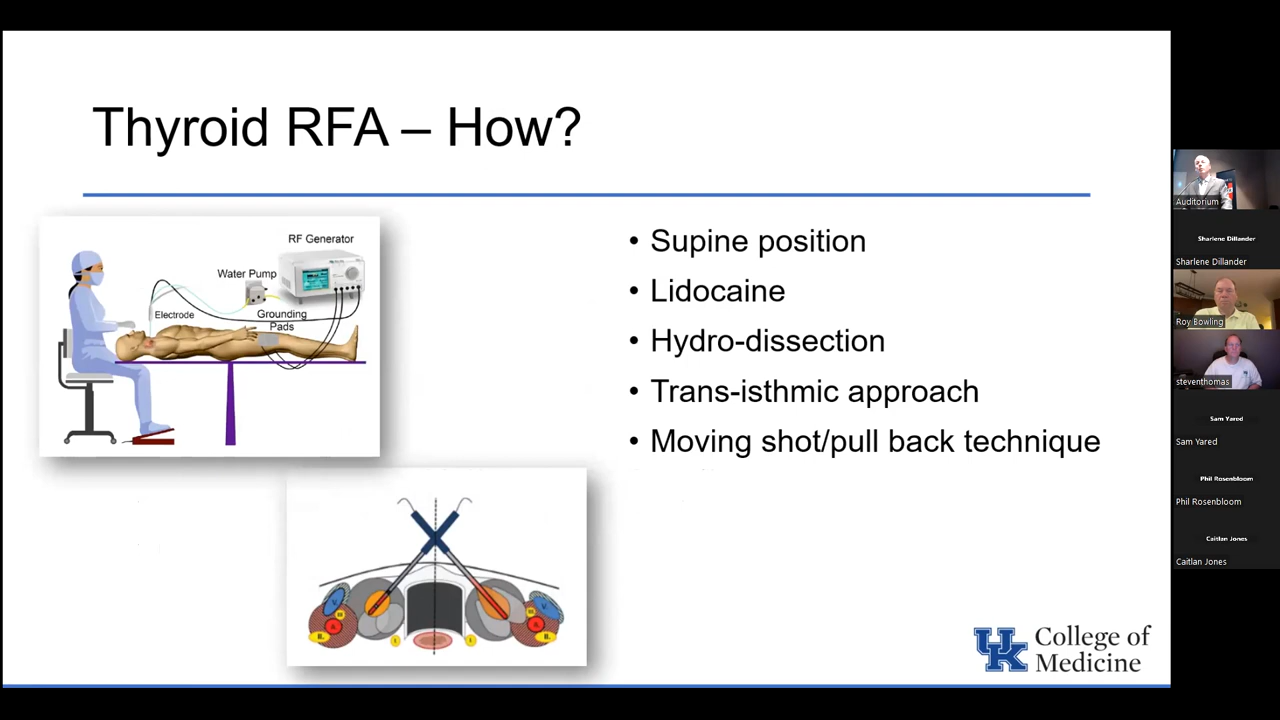 Thyroid RFA – How?
RF Generator
Water Pump
Electrode
Grounding
Pads
• Supine position
• Lidocaine
• Hydro-dissection
• Trans-isthmic approach
• Moving shot/pull back technique
UK College of
Medicine
Auditorium
Sharlene Dillander
Sharlene Dillander
Roy Bowling
steventhomas
Sam Yared
Sam Yared
Phil Rosenbloom
Phil Rosenbloom
Caitlan Jones
Caitlan Jones